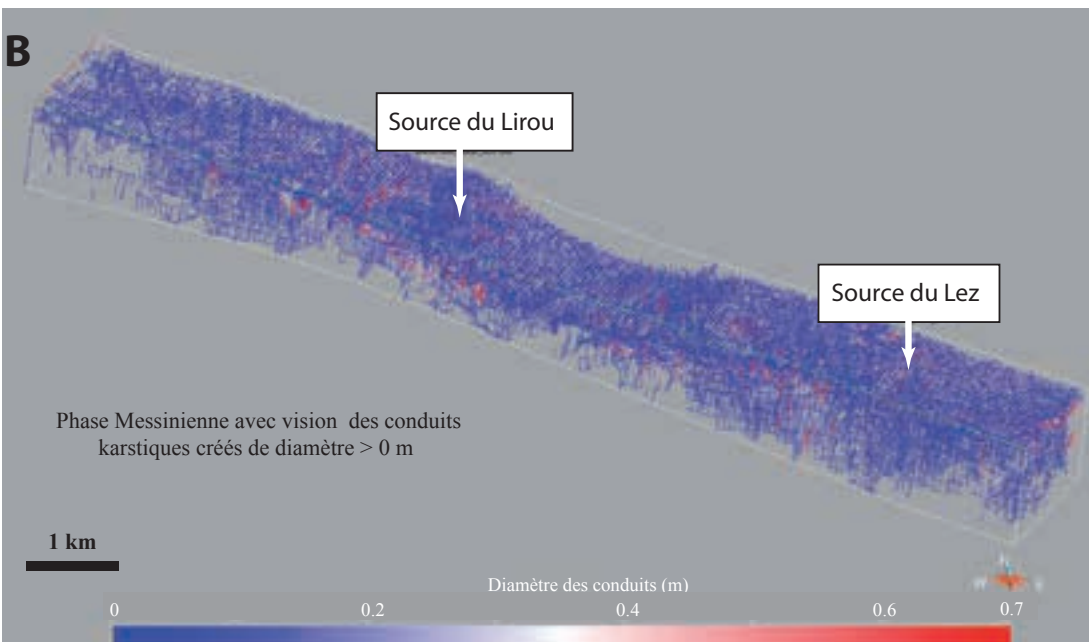 B
Source du Lirou
Source du Lez
Phase Messinienne avec vision des conduits
karstiques créés de diamètre > 0 m
1 km
Diamètre des conduits (m)
0 0.2 0.4 0.6 0.7